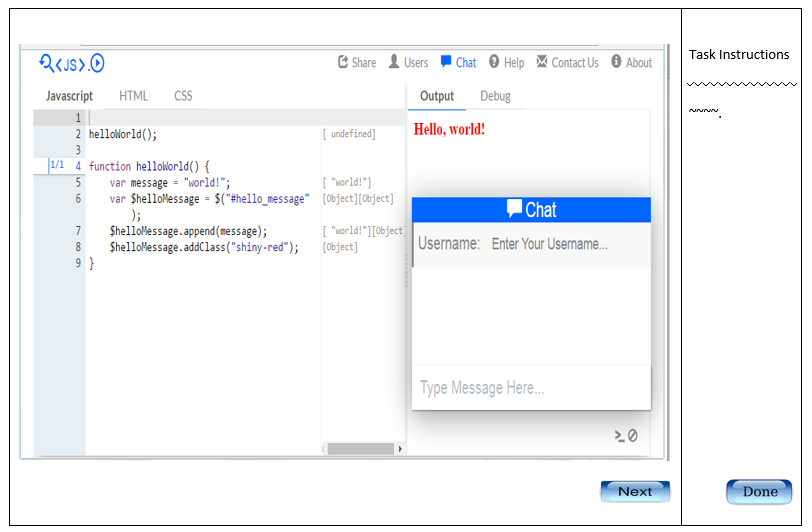 <JS>.
Share Users Chat Help Contact Us About
Javascript HTML CSS
Output Debug
1
2 helloWorld(); [ undefined]
3
1/1 4 function helloWorld() {
5 var message = "world!"; [ "world!"]
6 var $helloMessage = $("#hello_message" [Object][Object]
);
7 $helloMessage.append(message); [ "world!"][Object
8 $helloMessage.addClass("shiny-red"); [Object]
9 }
Hello, world!
Chat
Username: Enter Your Username...
Type Message Here...
>_
Next
Task Instructions
~~~~.
Done